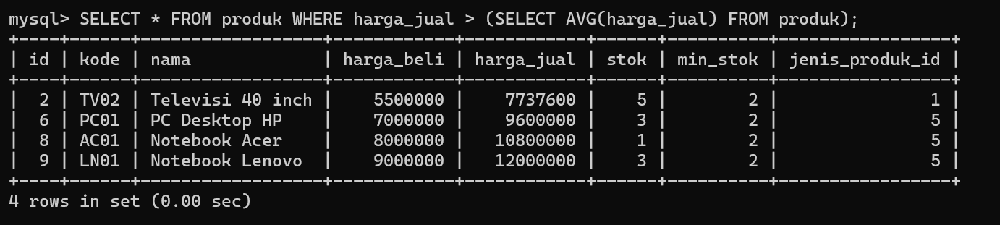 mysql> SELECT * FROM produk WHERE harga_jual > (SELECT AVG(harga_jual) FROM produk);
+----+------+------------------+------------+------------+------+----------+-----------------+
| id | kode | nama             | harga_beli | harga_jual | stok | min_stok | jenis_produk_id |
+----+------+------------------+------------+------------+------+----------+-----------------+
|  2 | TV02 | Televisi 40 inch |    5500000 |    7737600 |    5 |        2 |               1 |
|  6 | PC01 | PC Desktop HP    |    7000000 |    9600000 |    3 |        2 |               5 |
|  8 | AC01 | Notebook Acer    |    8000000 |   10800000 |    1 |        2 |               5 |
|  9 | LN01 | Notebook Lenovo  |    9000000 |   12000000 |    3 |        2 |               5 |
+----+------+------------------+------------+------------+------+----------+-----------------+
4 rows in set (0.00 sec)